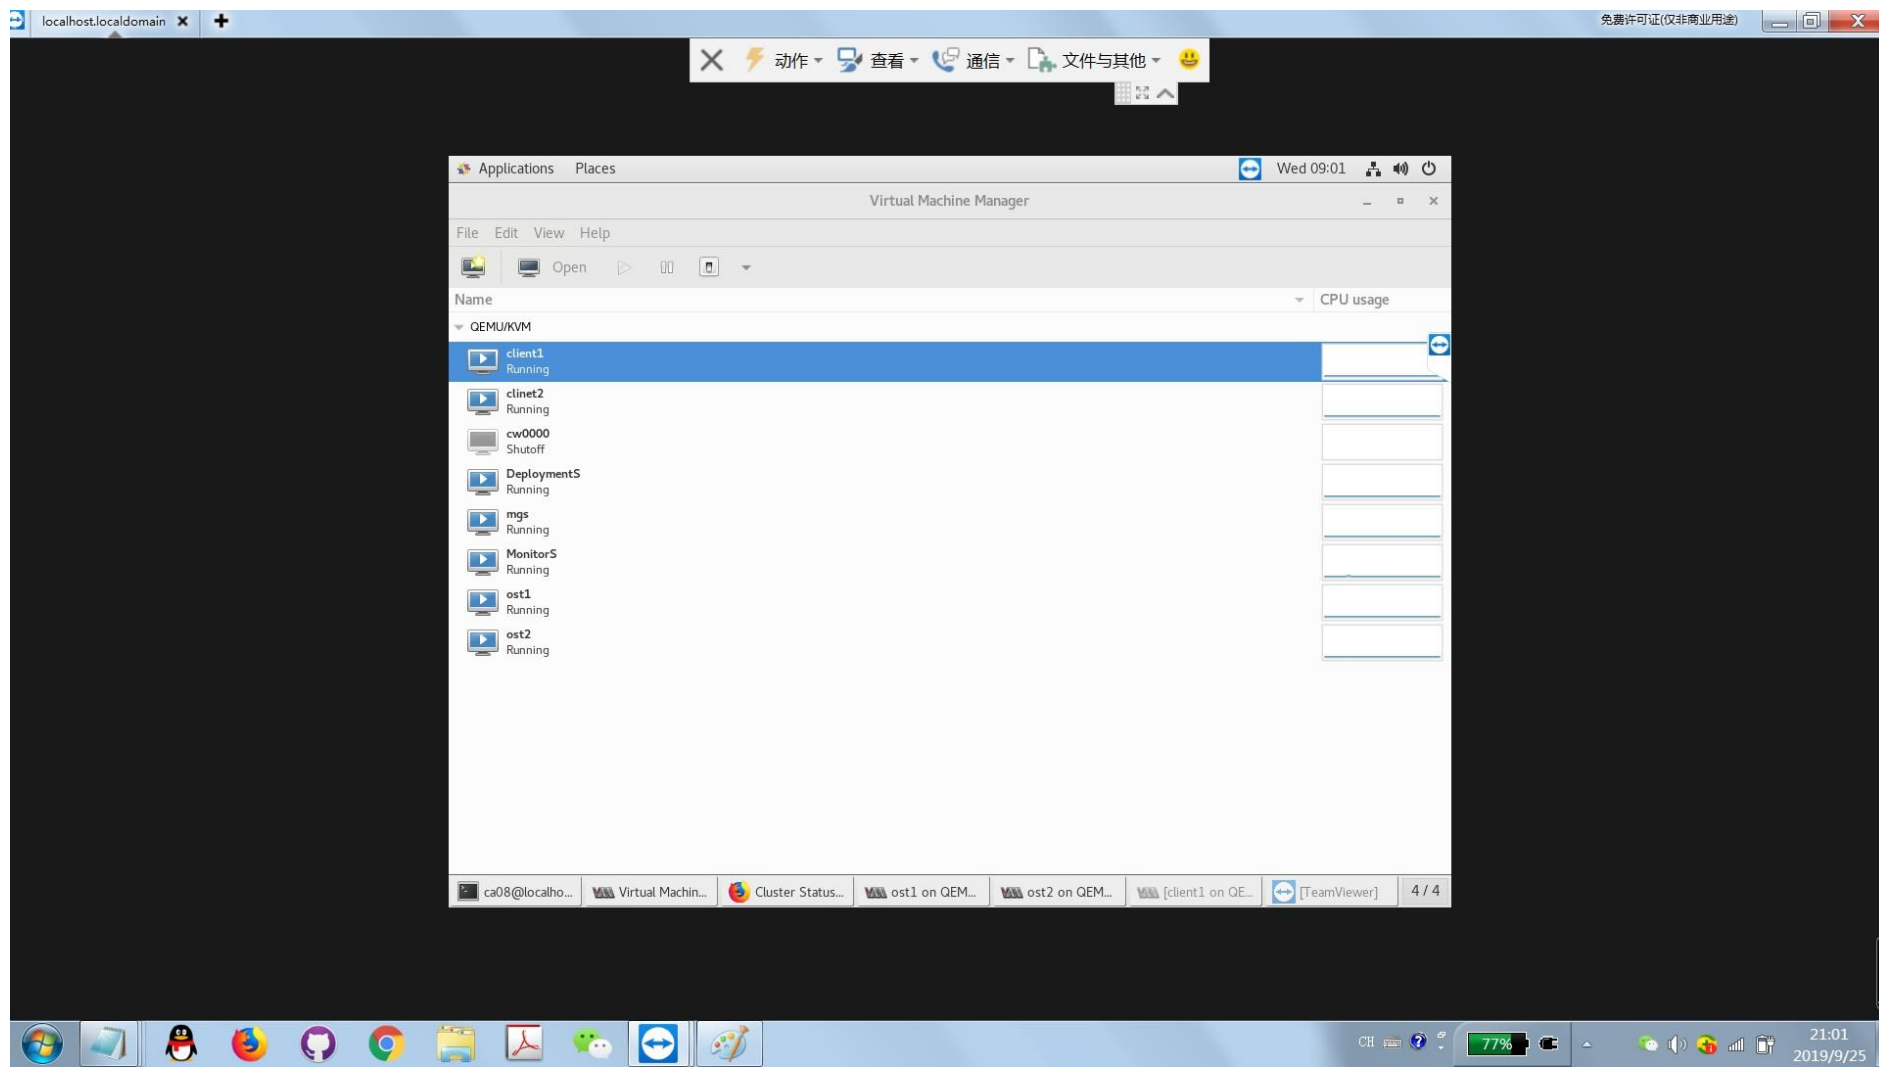 localhost.localdomain
免费许可证(仅非商业用途)
动作 查看 通信 文件与其他
Applications Places Wed 09:01
Virtual Machine Manager
File Edit View Help
Open
Name CPU usage
QEMU/KVM
client1
Running
clinet2
Running
cw0000
Shutoff
DeploymentS
Running
mgs
Running
MonitorS
Running
ost1
Running
ost2
Running
ca08@localho... Virtual Machin... Cluster Status... ost1 on QEM... ost2 on QEM... [client1 on QE... [TeamViewer] 4 / 4
CH 77% 21:01
2019/9/25